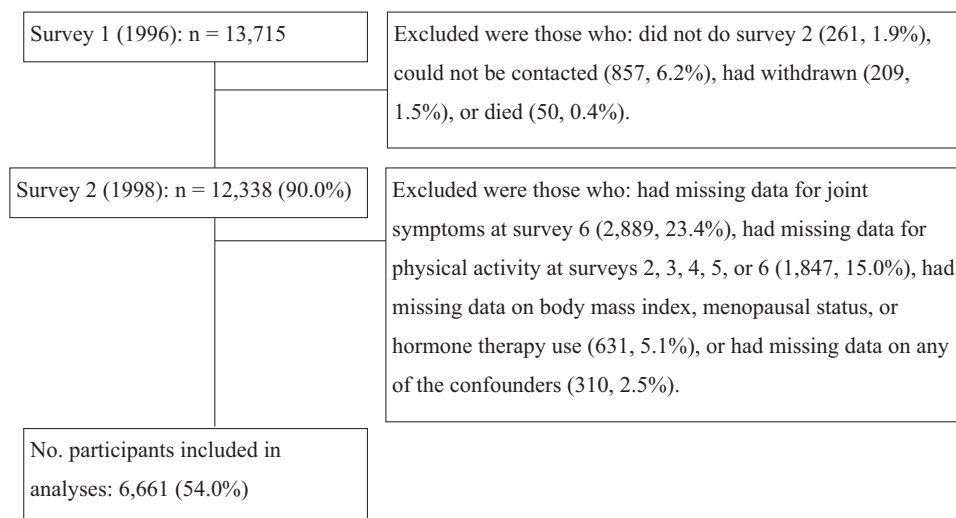 Survey 1 (1996): n = 13,715
Excluded were those who: did not do survey 2 (261, 1.9%),
could not be contacted (857, 6.2%), had withdrawn (209,
1.5%), or died (50, 0.4%).
Survey 2 (1998): n = 12,338 (90.0%)
Excluded were those who: had missing data for joint
symptoms at survey 6 (2,889, 23.4%), had missing data for
physical activity at surveys 2, 3, 4, 5, or 6 (1,847, 15.0%), had
missing data on body mass index, menopausal status, or
hormone therapy use (631, 5.1%), or had missing data on any
of the confounders (310, 2.5%).
No. participants included in
analyses: 6,661 (54.0%)